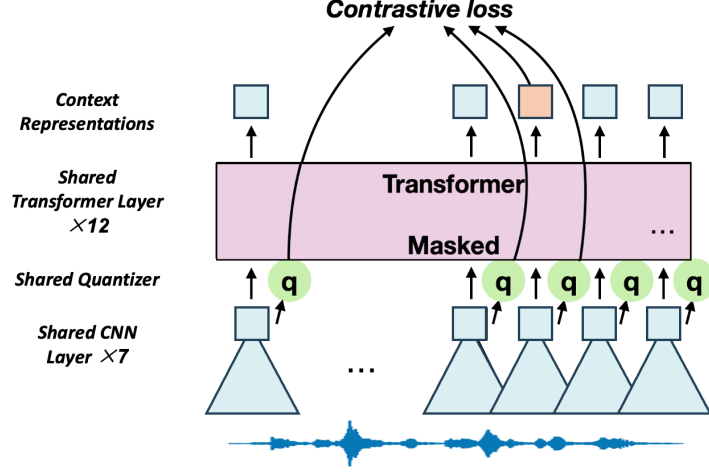 Contrastive loss
Context
Representations
Shared
Transformer Layer
×12
Transformer
...
Masked
Shared Quantizer
q
q
q
q
q
Shared CNN
Layer ×7
...